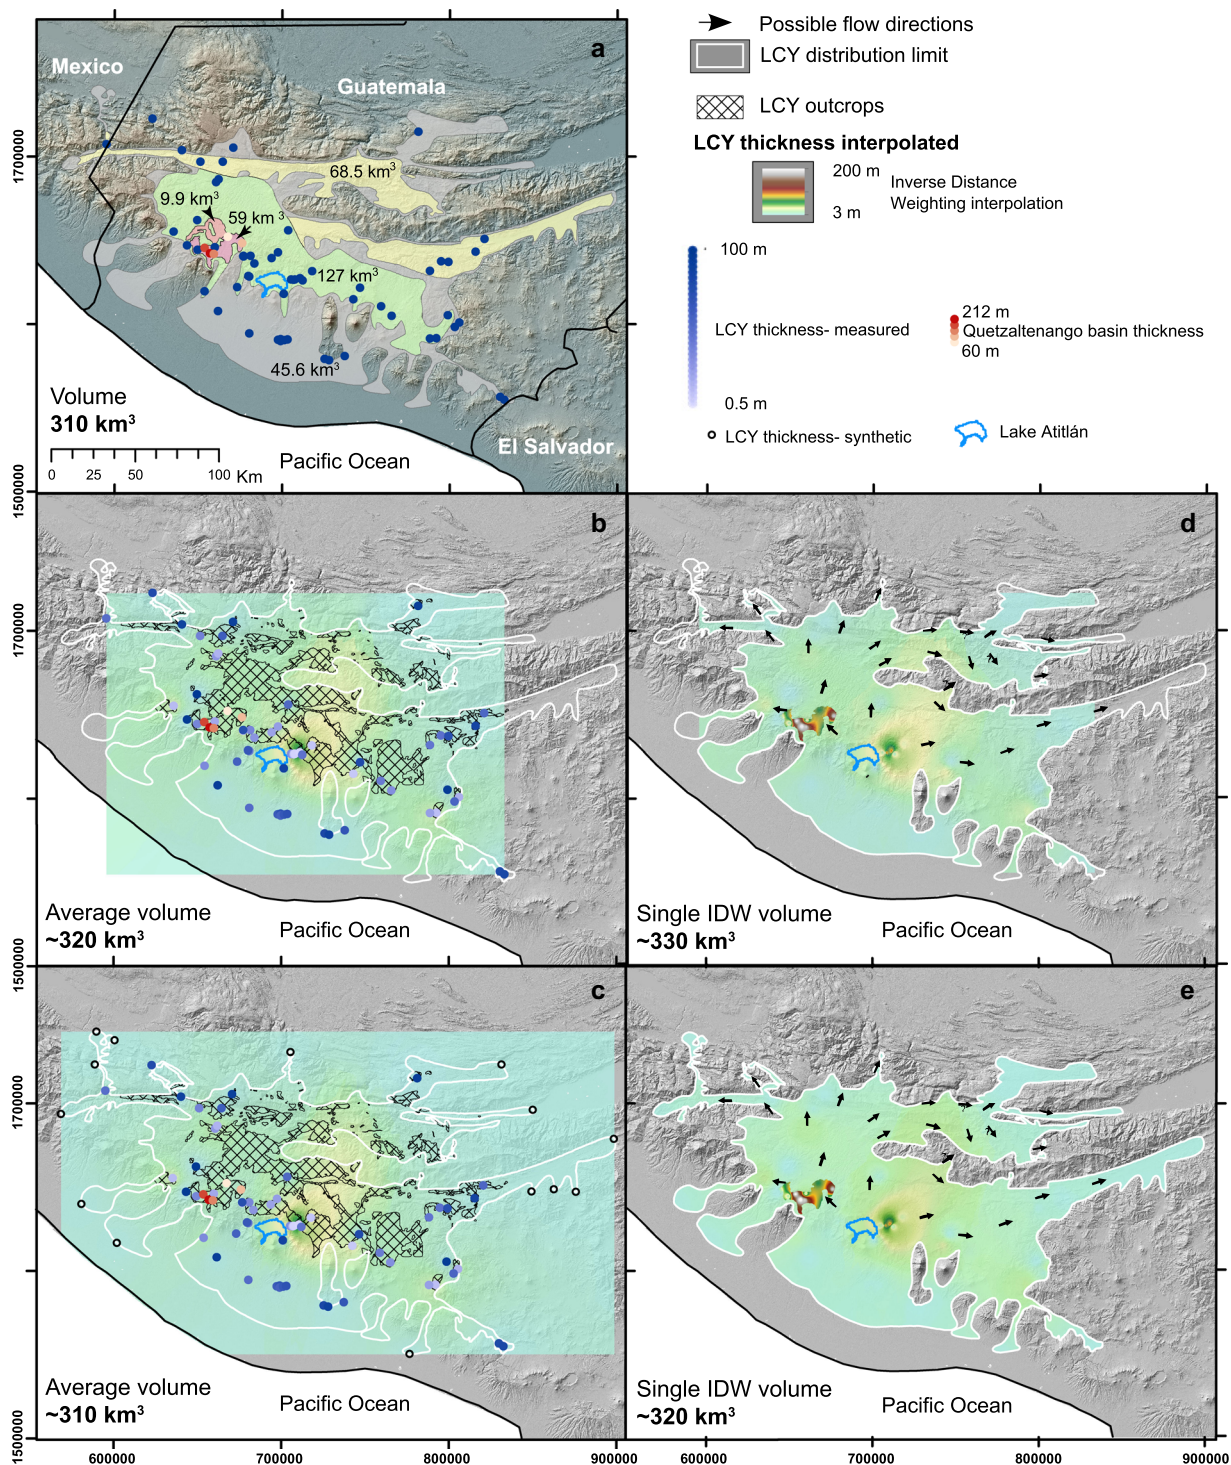 a
Mexico
Guatemala
68.5 km³
9.9 km³
59 km³
127 km³
45.6 km³
Volume
310 km³
0 25 50 100 Km
Pacific Ocean
El Salvador
1700000
1500000
Possible flow directions
LCY distribution limit
LCY outcrops
LCY thickness interpolated
200 m
3 m
Inverse Distance
Weighting interpolation
100 m
LCY thickness- measured
0.5 m
212 m
Quetzaltenango basin thickness
60 m
LCY thickness- synthetic
Lake Atitlán
b
1700000
1500000
Average volume
~320 km³
Pacific Ocean
d
Single IDW volume
~330 km³
Pacific Ocean
c
1700000
1500000
Average volume
~310 km³
Pacific Ocean
600000 700000 800000 900000
e
Single IDW volume
~320 km³
Pacific Ocean
600000 700000 800000 900000